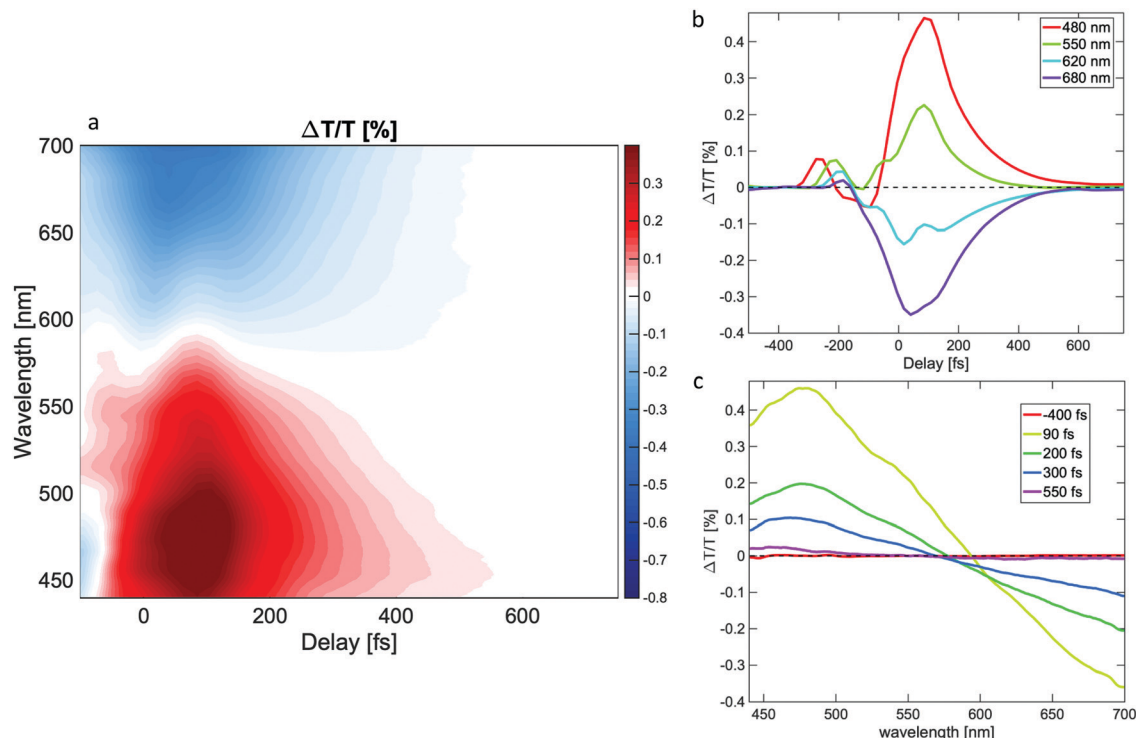 a
ΔT/T [%]
700
650
600
550
500
450
Wavelength [nm]
0
200
400
600
Delay [fs]
0.3
0.2
0.1
0
-0.1
-0.2
-0.3
-0.4
-0.5
-0.6
-0.7
-0.8
b
480 nm
550 nm
620 nm
680 nm
0.4
0.3
0.2
0.1
0
-0.1
-0.2
-0.3
-0.4
ΔT/T [%]
-400
-200
0
200
400
600
Delay [fs]
c
-400 fs
90 fs
200 fs
300 fs
550 fs
0.4
0.3
0.2
0.1
0
-0.1
-0.2
-0.3
-0.4
ΔT/T [%]
450
500
550
600
650
700
wavelength [nm]